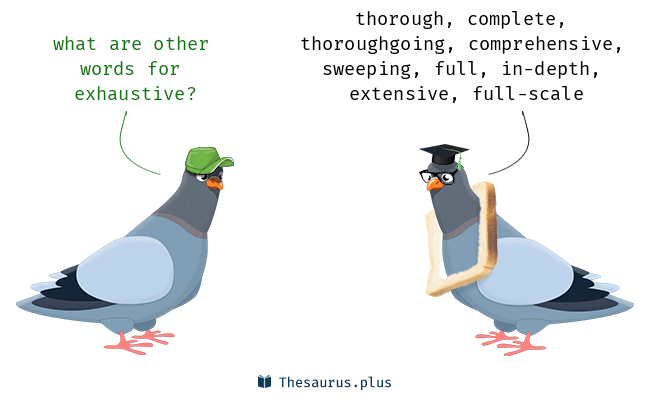 what are other
words for
exhaustive?
thorough, complete,
thoroughgoing, comprehensive,
sweeping, full, in-depth,
extensive, full-scale
Thesaurus.plus